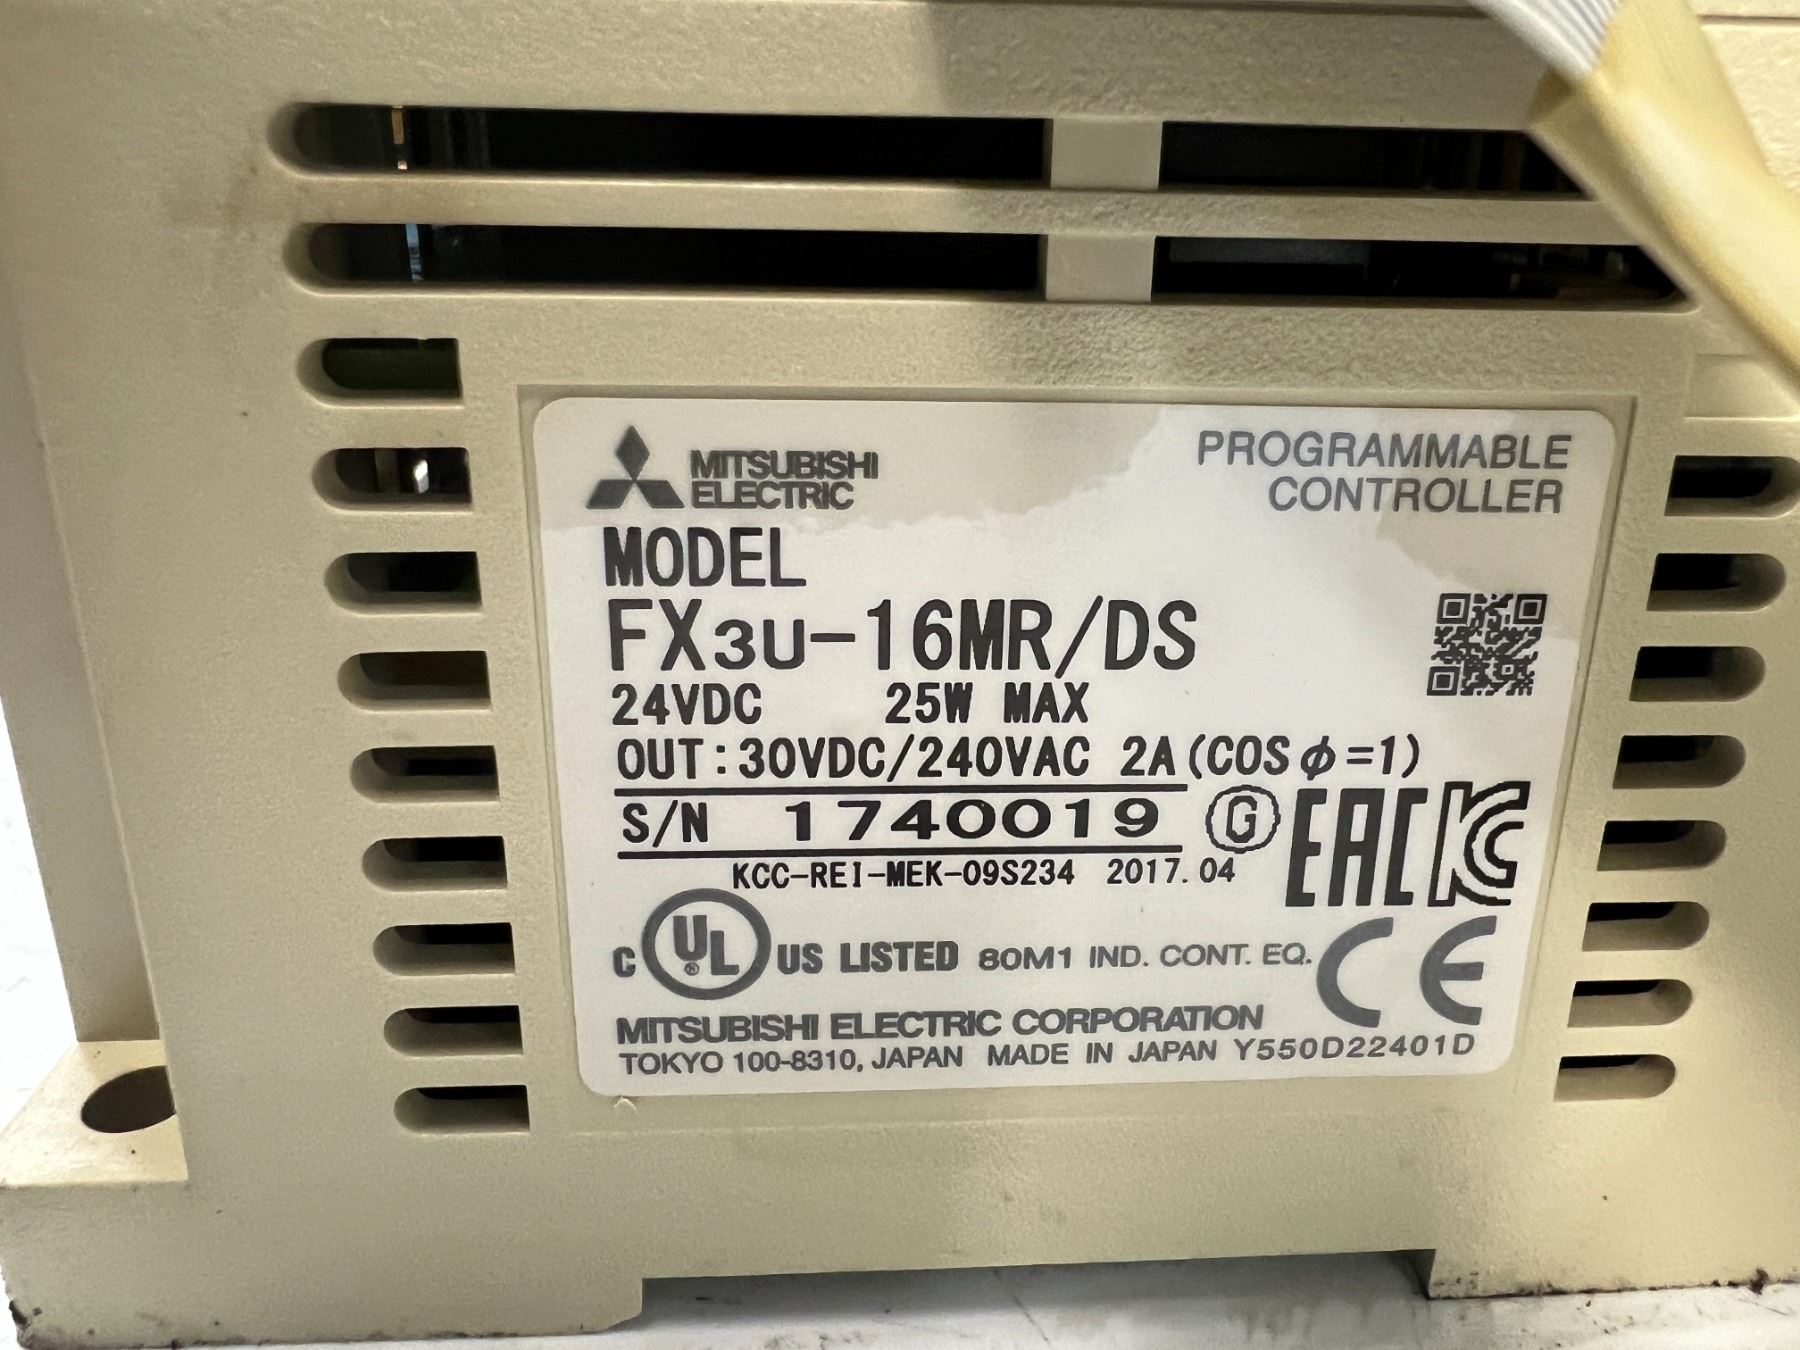 MITSUBISHI
ELECTRIC
PROGRAMMABLE
CONTROLLER
MODEL
FX3U-16MR/DS
24VDC 25W MAX
OUT:30VDC/240VAC 2A(COSφ=1)
S/N 1740019
G EAC KC
KCC-REI-MEK-09S234 2017.04
C UL® US LISTED 80M1 IND. CONT. EQ. CE
MITSUBISHI ELECTRIC CORPORATION
TOKYO 100-8310, JAPAN MADE IN JAPAN Y550D22401D